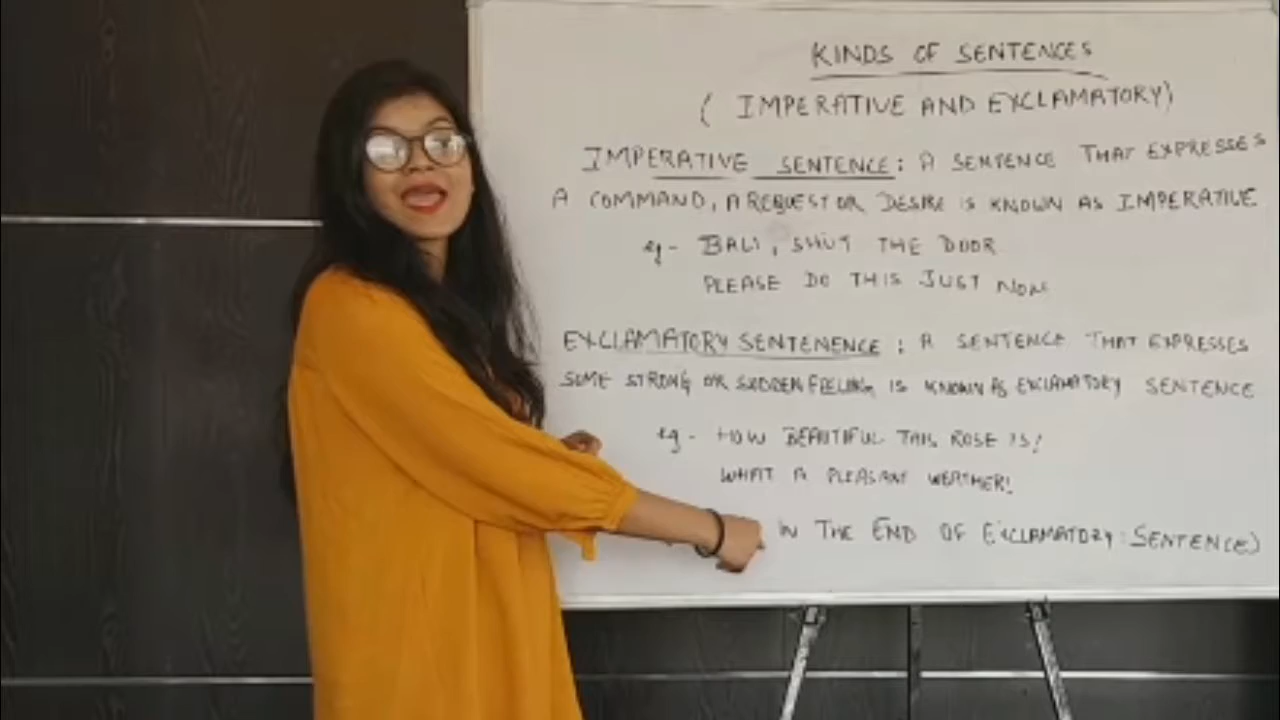 KINDS OF SENTENCES
( IMPERATIVE AND EXCLAMATORY)
IMPERATIVE SENTENCE : A SENTENCE THAT EXPRESSES
A COMMAND, A REQUEST OR DESIRE IS KNOWN AS IMPERATIVE
eg - BALI, SHUT THE DOOR
PLEASE DO THIS JUST NOW
EXCLAMATORY SENTENENCE : A SENTENCE THAT EXPRESSES
SOME STRONG OR SUDDEN FEELING IS KNOWN AS EXCLAMATORY SENTENCE
eg - HOW BEAUTIFUL THIS ROSE IS!
WHAT A PLEASANT WEATHER!
IN THE END OF EXCLAMATORY SENTENCE)